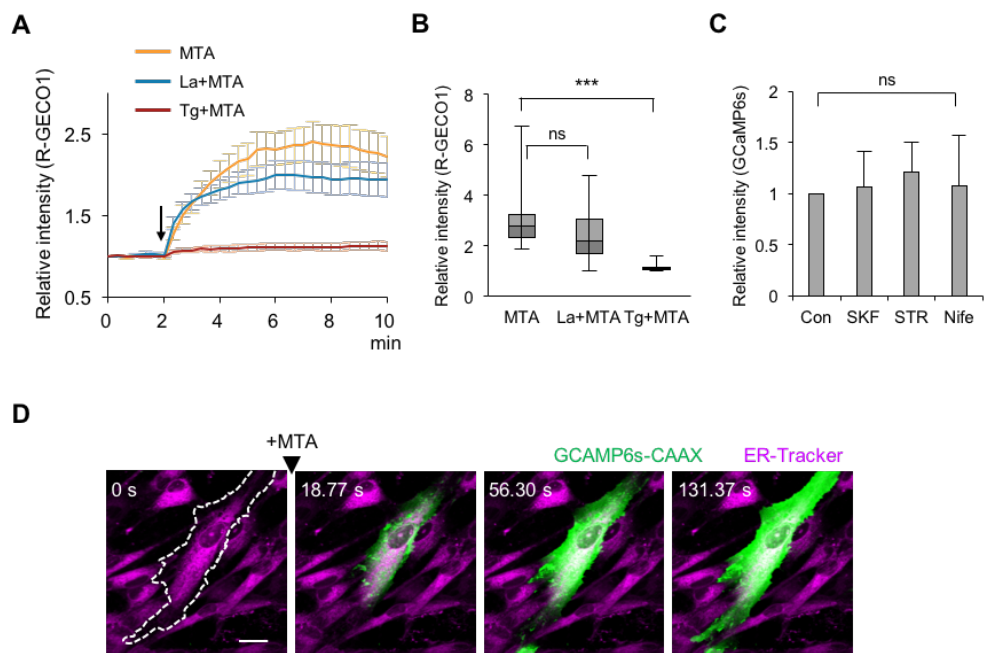 A
MTA
La+MTA
Tg+MTA
Relative intensity (R-GECO1)
2.5
1.5
0.5
0 2 4 6 8 10
min
B
***
ns
Relative intensity (R-GECO1)
8
6
4
2
0
MTA La+MTA Tg+MTA
C
ns
Relative intensity (GCaMP6s)
2
1.5
1
0.5
0
Con SKF STR Nife
D
+MTA
GCAMP6s-CAAX ER-Tracker
0 s 18.77 s 56.30 s 131.37 s